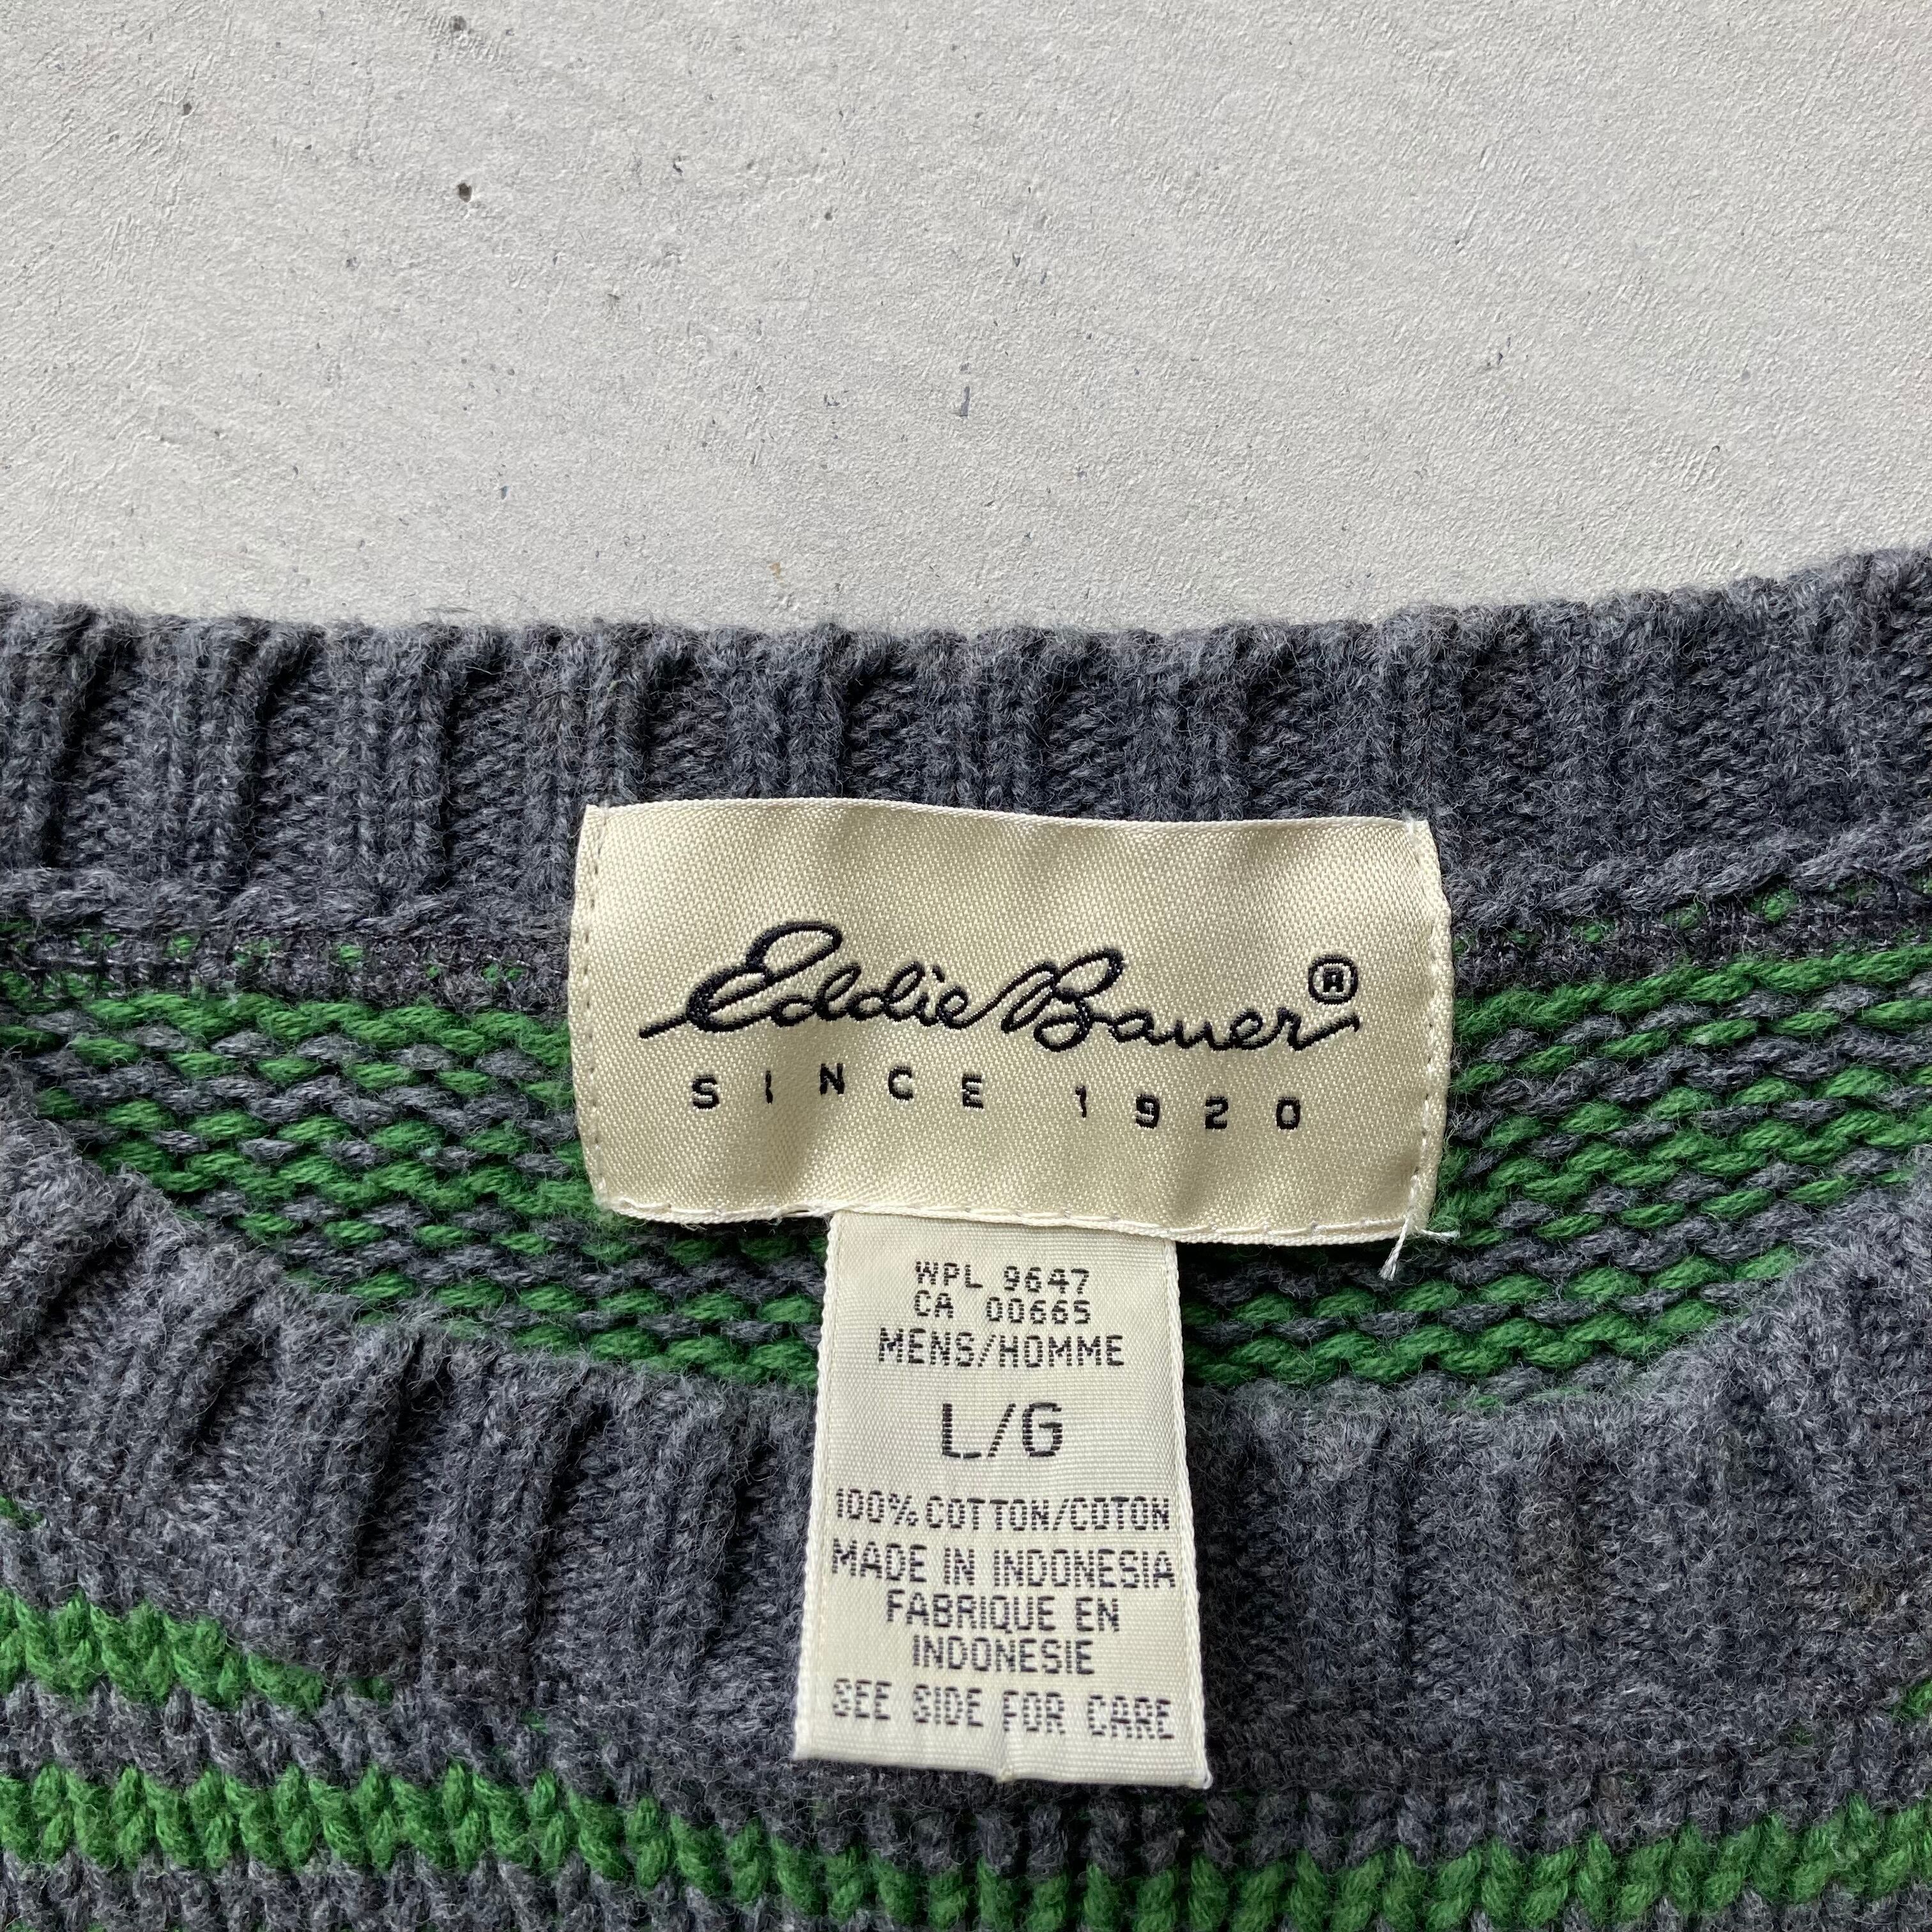 Eddie Bauer®
SINCE 1920
WPL 9647
CA 00665
MENS/HOMME
L/G
100% COTTON/COTON
MADE IN INDONESIA
FABRIQUE EN
INDONESIE
SEE SIDE FOR CARE